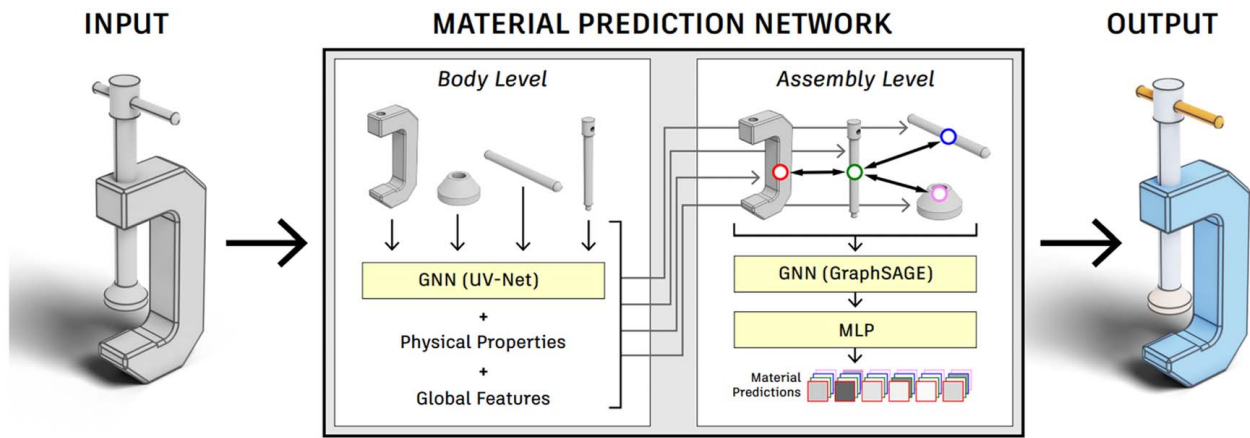 INPUT
MATERIAL PREDICTION NETWORK
OUTPUT
Body Level
GNN (UV-Net)
+
Physical Properties
+
Global Features
Assembly Level
GNN (GraphSAGE)
MLP
Material
Predictions